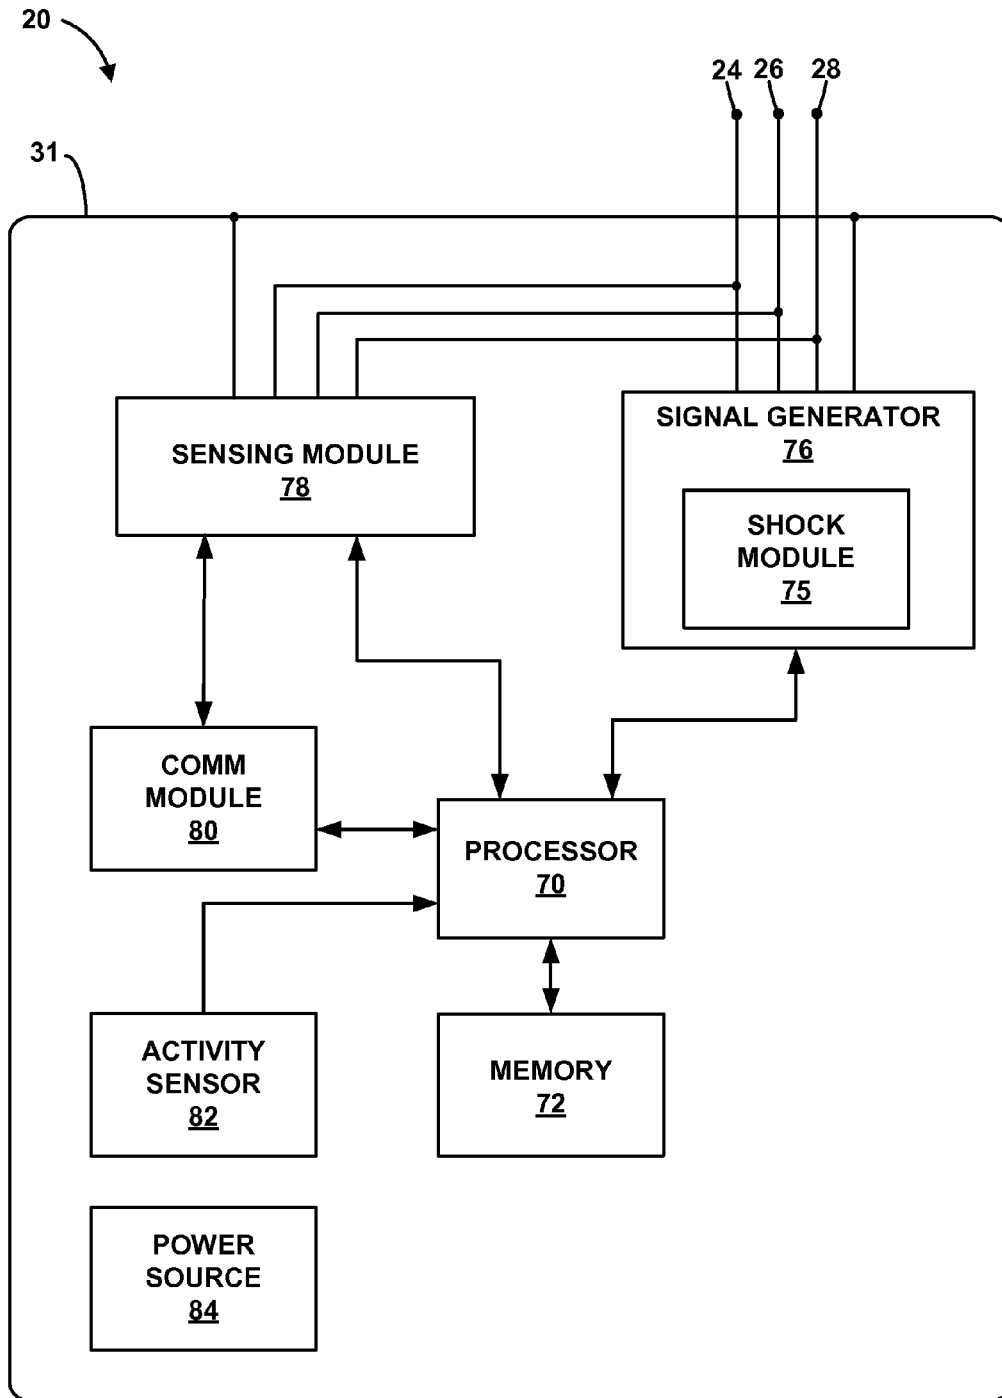 20
24 26 28
31
SENSING MODULE
78
SIGNAL GENERATOR
76
SHOCK
MODULE
75
COMM
MODULE
80
PROCESSOR
70
ACTIVITY
SENSOR
82
MEMORY
72
POWER
SOURCE
84